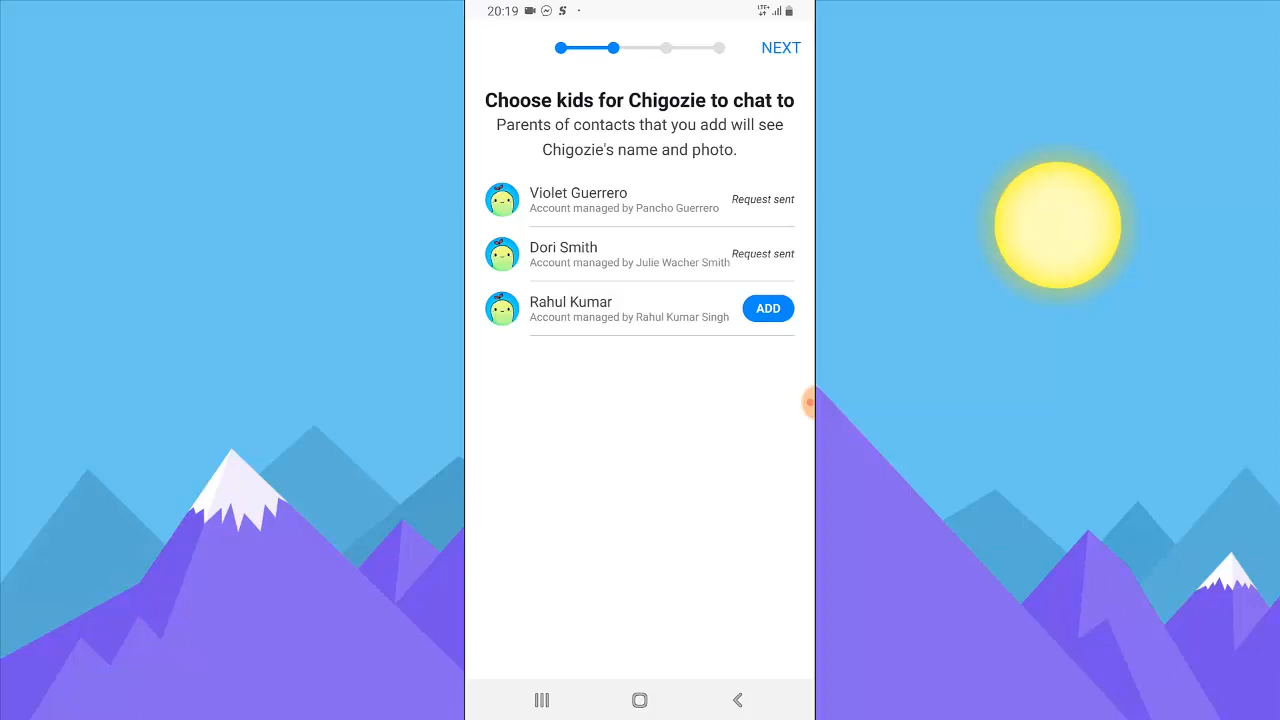 20:19
LTE+
NEXT
Choose kids for Chigozie to chat to
Parents of contacts that you add will see
Chigozie's name and photo.
Violet Guerrero
Account managed by Pancho Guerrero
Request sent
Dori Smith
Account managed by Julie Wacher Smith
Request sent
Rahul Kumar
Account managed by Rahul Kumar Singh
ADD